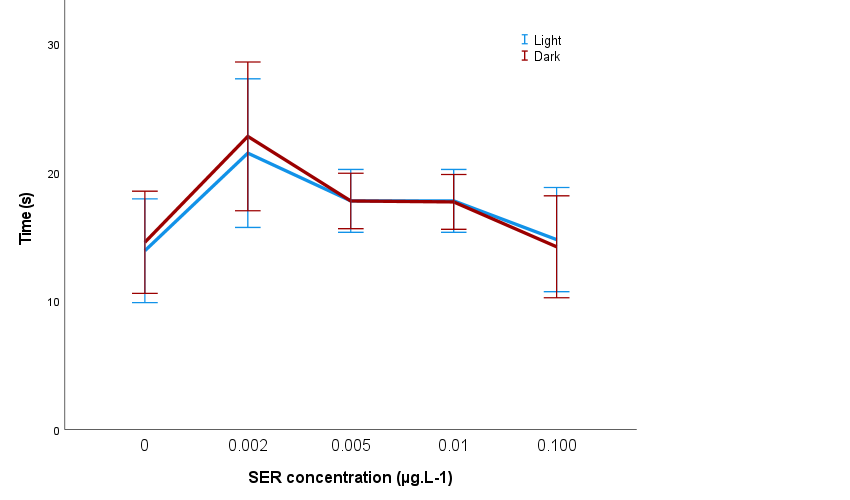 30
Light
Dark
20
Time (s)
10
0
0 0.002 0.005 0.01 0.100
SER concentration (µg.L-1)